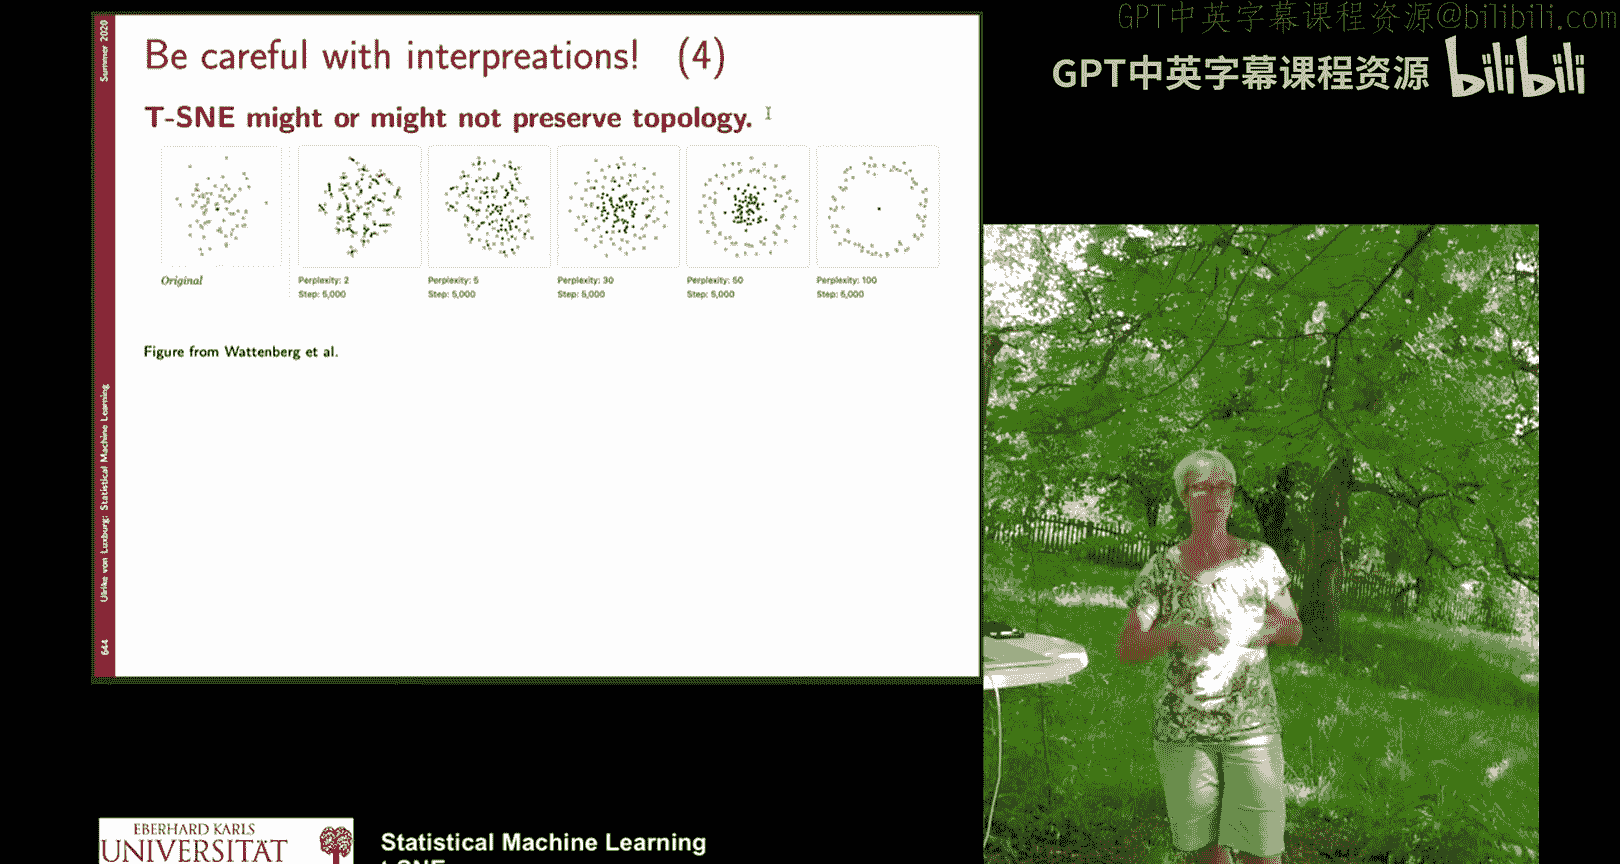 GPT中英字幕课程资源@bilibili.com
GPT中英字幕课程资源 bilibili
Summer 2020
Be careful with interpreations! (4)
T-SNE might or might not preserve topology.
Original
Perplexity: 2
Step: 5,000
Perplexity: 5
Step: 5,000
Perplexity: 30
Step: 5,000
Perplexity: 50
Step: 5,000
Perplexity: 100
Step: 5,000
Figure from Wattenberg et al.
Ulrike von Luxburg: Statistical Machine Learning
644
EBERHARD KARLS
UNIVERSITÄT
Statistical Machine Learning
t-SNE